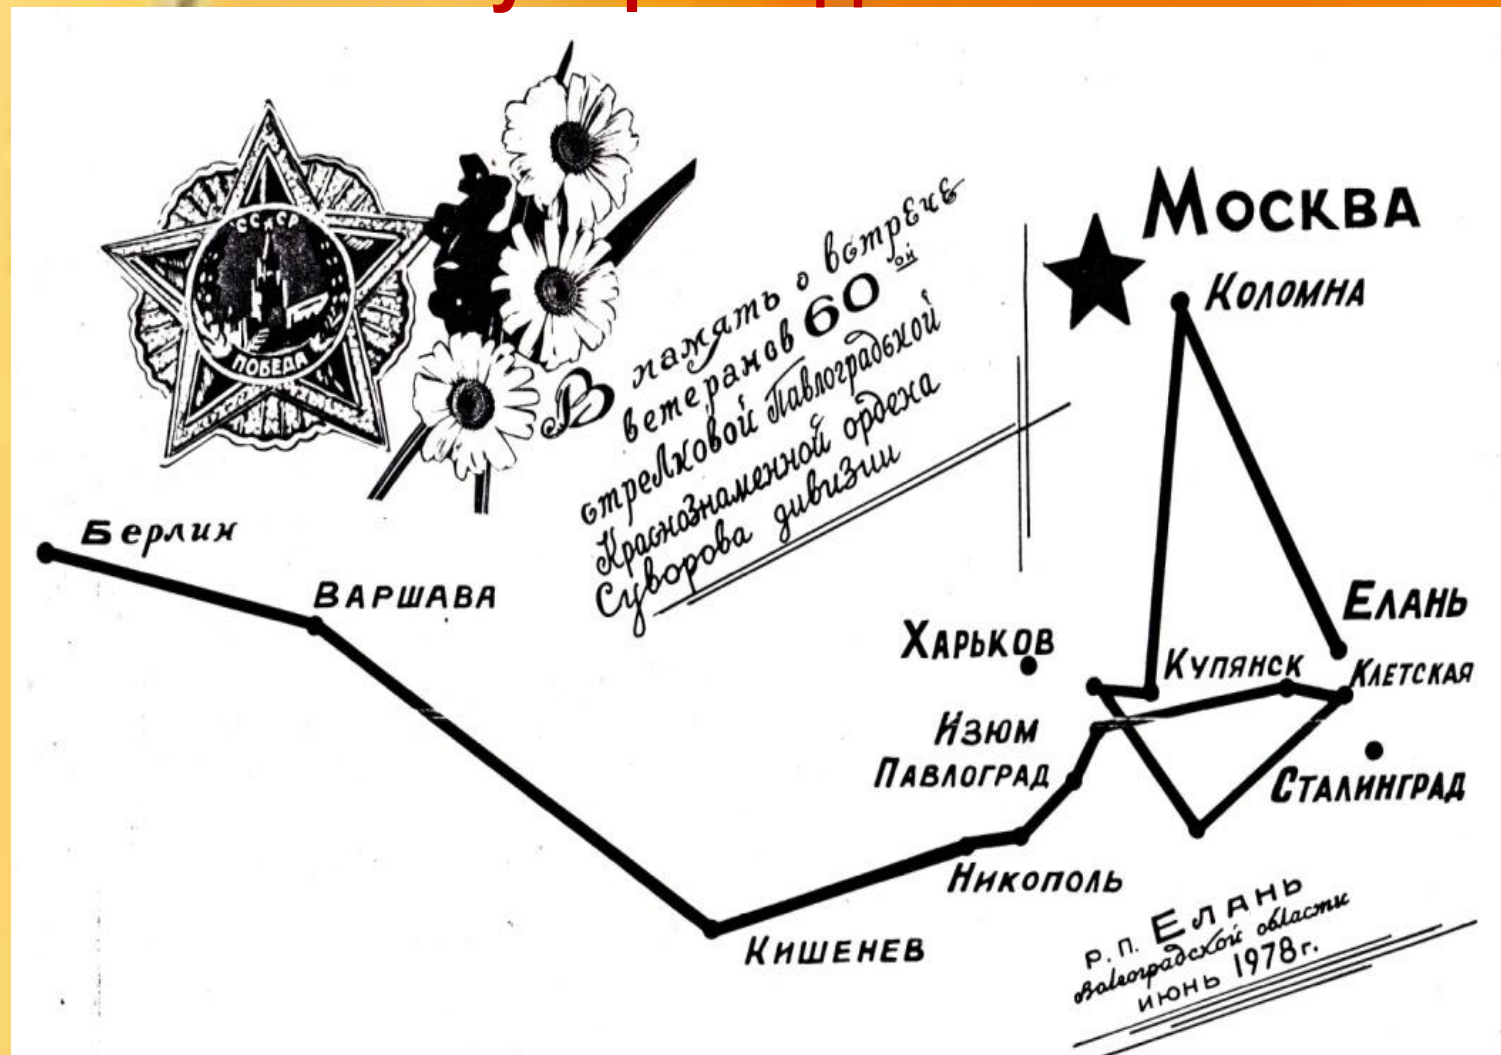 СССР
ПОБЕДА
В память о встрече
ветеранов 60ой
стрелковой Павлоградской
Краснознаменной ордена
Суворова дивизии
МОСКВА
КОЛОМНА
Берлин
ВАРШАВА
ЕЛАНЬ
ХАРЬКОВ
КУПЯНСК
КЛЕТСКАЯ
ИЗЮМ
ПАВЛОГРАД
СТАЛИНГРАД
НИКОПОЛЬ
КИШЕНЕВ
Р.П. ЕЛАНЬ
Волгоградской области
ИЮНЬ 1978г.